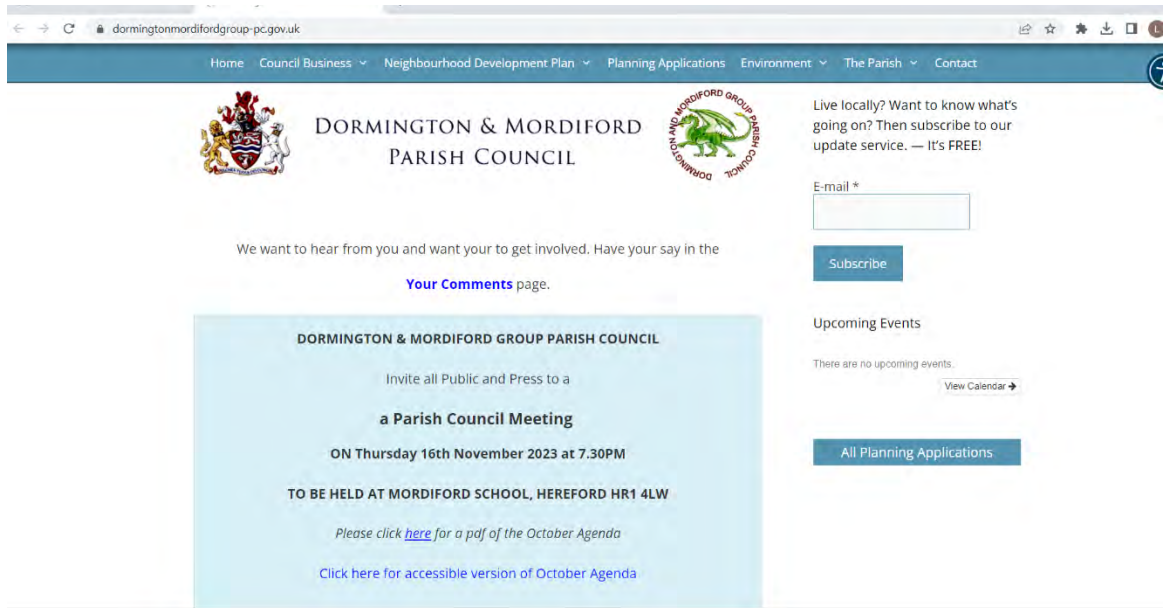 dormingtonmordifordgroup-pc.gov.uk
Home Council Business Neighbourhood Development Plan Planning Applications Environment The Parish Contact
DORMINGTON & MORDIFORD
PARISH COUNCIL
DORMINGTON AND MORDIFORD GROUP PARISH COUNCIL
We want to hear from you and want your to get involved. Have your say in the
Your Comments page.
DORMINGTON & MORDIFORD GROUP PARISH COUNCIL
Invite all Public and Press to a
a Parish Council Meeting
ON Thursday 16th November 2023 at 7.30PM
TO BE HELD AT MORDIFORD SCHOOL, HEREFORD HR1 4LW
Please click here for a pdf of the October Agenda
Click here for accessible version of October Agenda
Live locally? Want to know what's
going on? Then subscribe to our
update service. — It's FREE!
E-mail *
Subscribe
Upcoming Events
There are no upcoming events.
View Calendar
All Planning Applications